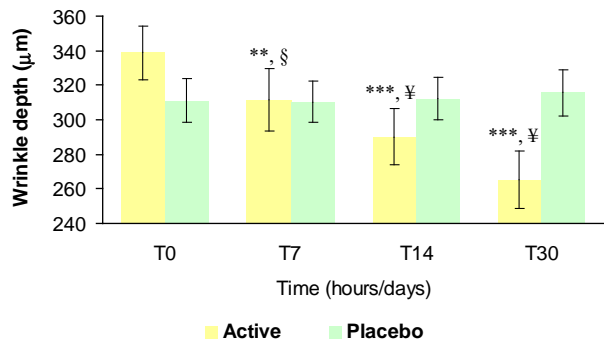 Wrinkle depth (μm)
360
340
320
300
280
260
240
**, §
***, ¥
***, ¥
T0 T7 T14 T30
Time (hours/days)
Active Placebo